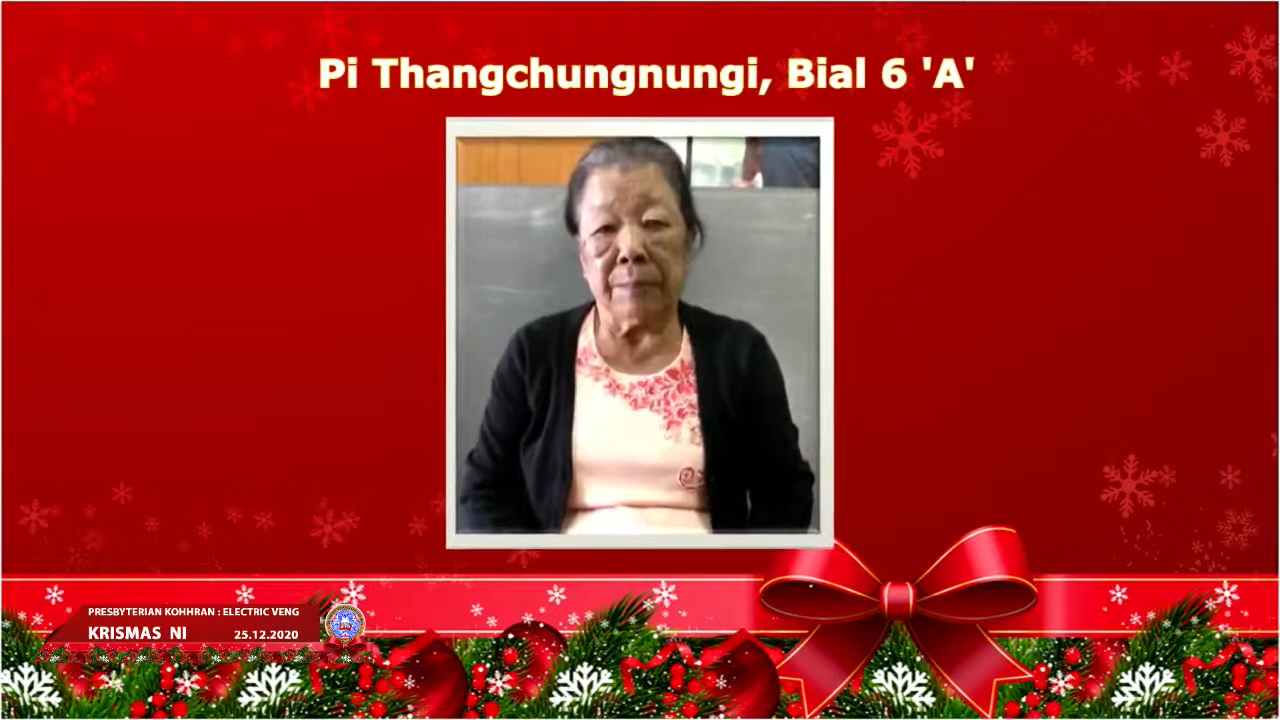 Pi Thangchungnungi, Bial 6 'A'
PRESBYTERIAN KOHHRAN : ELECTRIC VENG
KRISMAS NI 25.12.2020